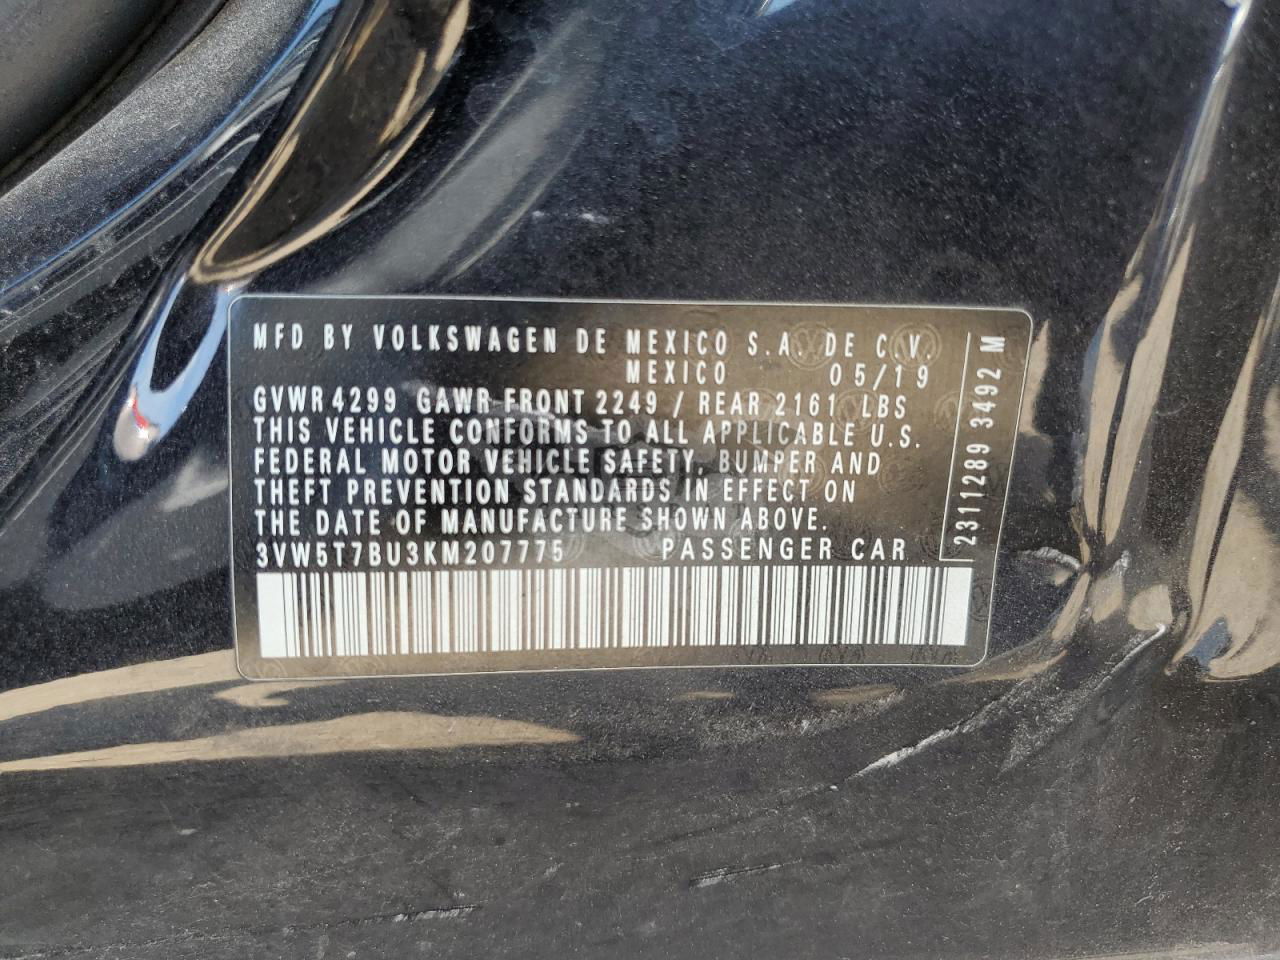 MFD BY VOLKSWAGEN DE MEXICO S.A. DE C.V.
MEXICO 05/19
GVWR 4299 GAWR FRONT 2249 / REAR 2161 LBS
THIS VEHICLE CONFORMS TO ALL APPLICABLE U.S.
FEDERAL MOTOR VEHICLE SAFETY, BUMPER AND
THEFT PREVENTION STANDARDS IN EFFECT ON
THE DATE OF MANUFACTURE SHOWN ABOVE.
3VW5T7BU3KM207775 PASSENGER CAR
2311289 3492 M